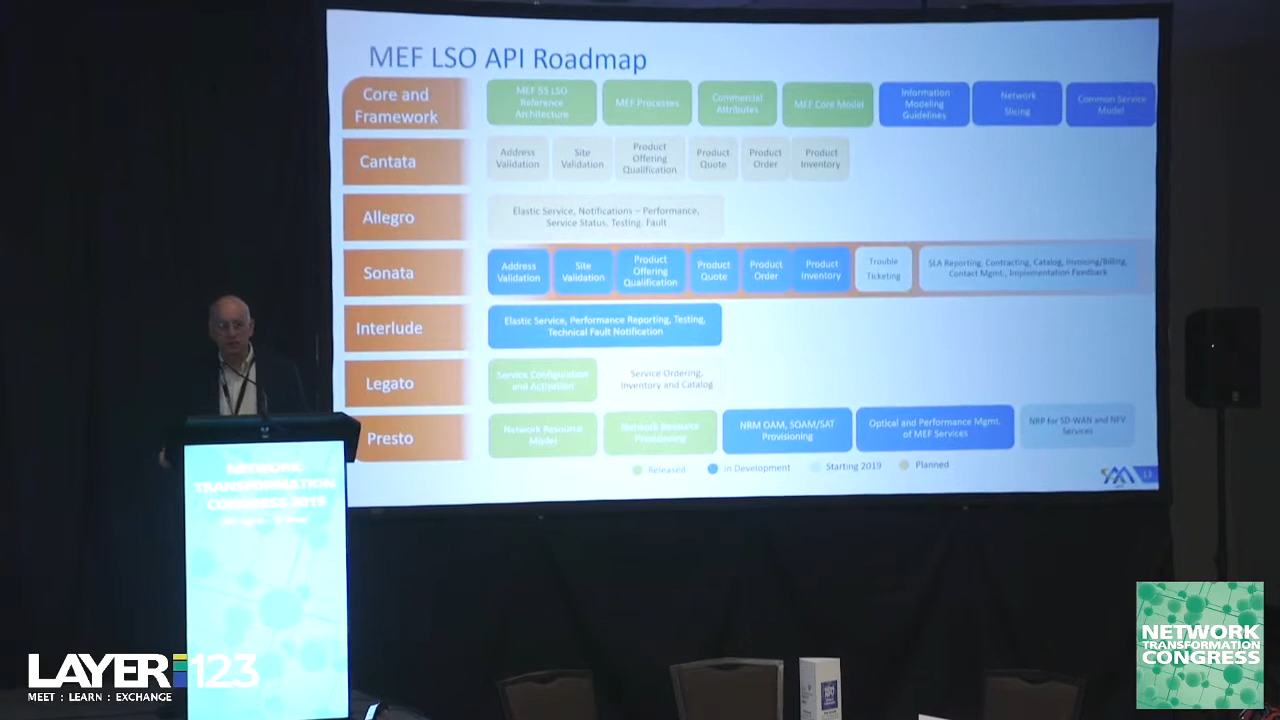 MEF LSO API Roadmap
Core and
Framework
MEF 55 LSO
Reference
Architecture
MEF Processes
Commercial
Attributes
MEF Core Model
Information
Modeling
Guidelines
Network
Slicing
Common Service
Model
Cantata
Address
Validation
Site
Validation
Product
Offering
Qualification
Product
Quote
Product
Order
Product
Inventory
Allegro
Elastic Service, Notifications – Performance,
Service Status, Testing, Fault
Sonata
Address
Validation
Site
Validation
Product
Offering
Qualification
Product
Quote
Product
Order
Product
Inventory
Trouble
Ticketing
SLA Reporting, Contracting, Catalog, Invoicing/Billing,
Contact Mgmt., Implementation Feedback
Interlude
Elastic Service, Performance Reporting, Testing,
Technical Fault Notification
Legato
Service Configuration
and Activation
Service Ordering,
Inventory and Catalog
Presto
Network Resource
Model
Network Resource
Provisioning
NRM OAM, SOAM/SAT
Provisioning
Optical and Performance Mgmt.
of MEF Services
NRP for SD-WAN and NFV
Services
Released
In Development
Starting 2019
Planned
13
NETWORK
TRANSFORMATION
CONGRESS 2019
LAYER123
MEET : LEARN : EXCHANGE
NETWORK
TRANSFORMATION
CONGRESS